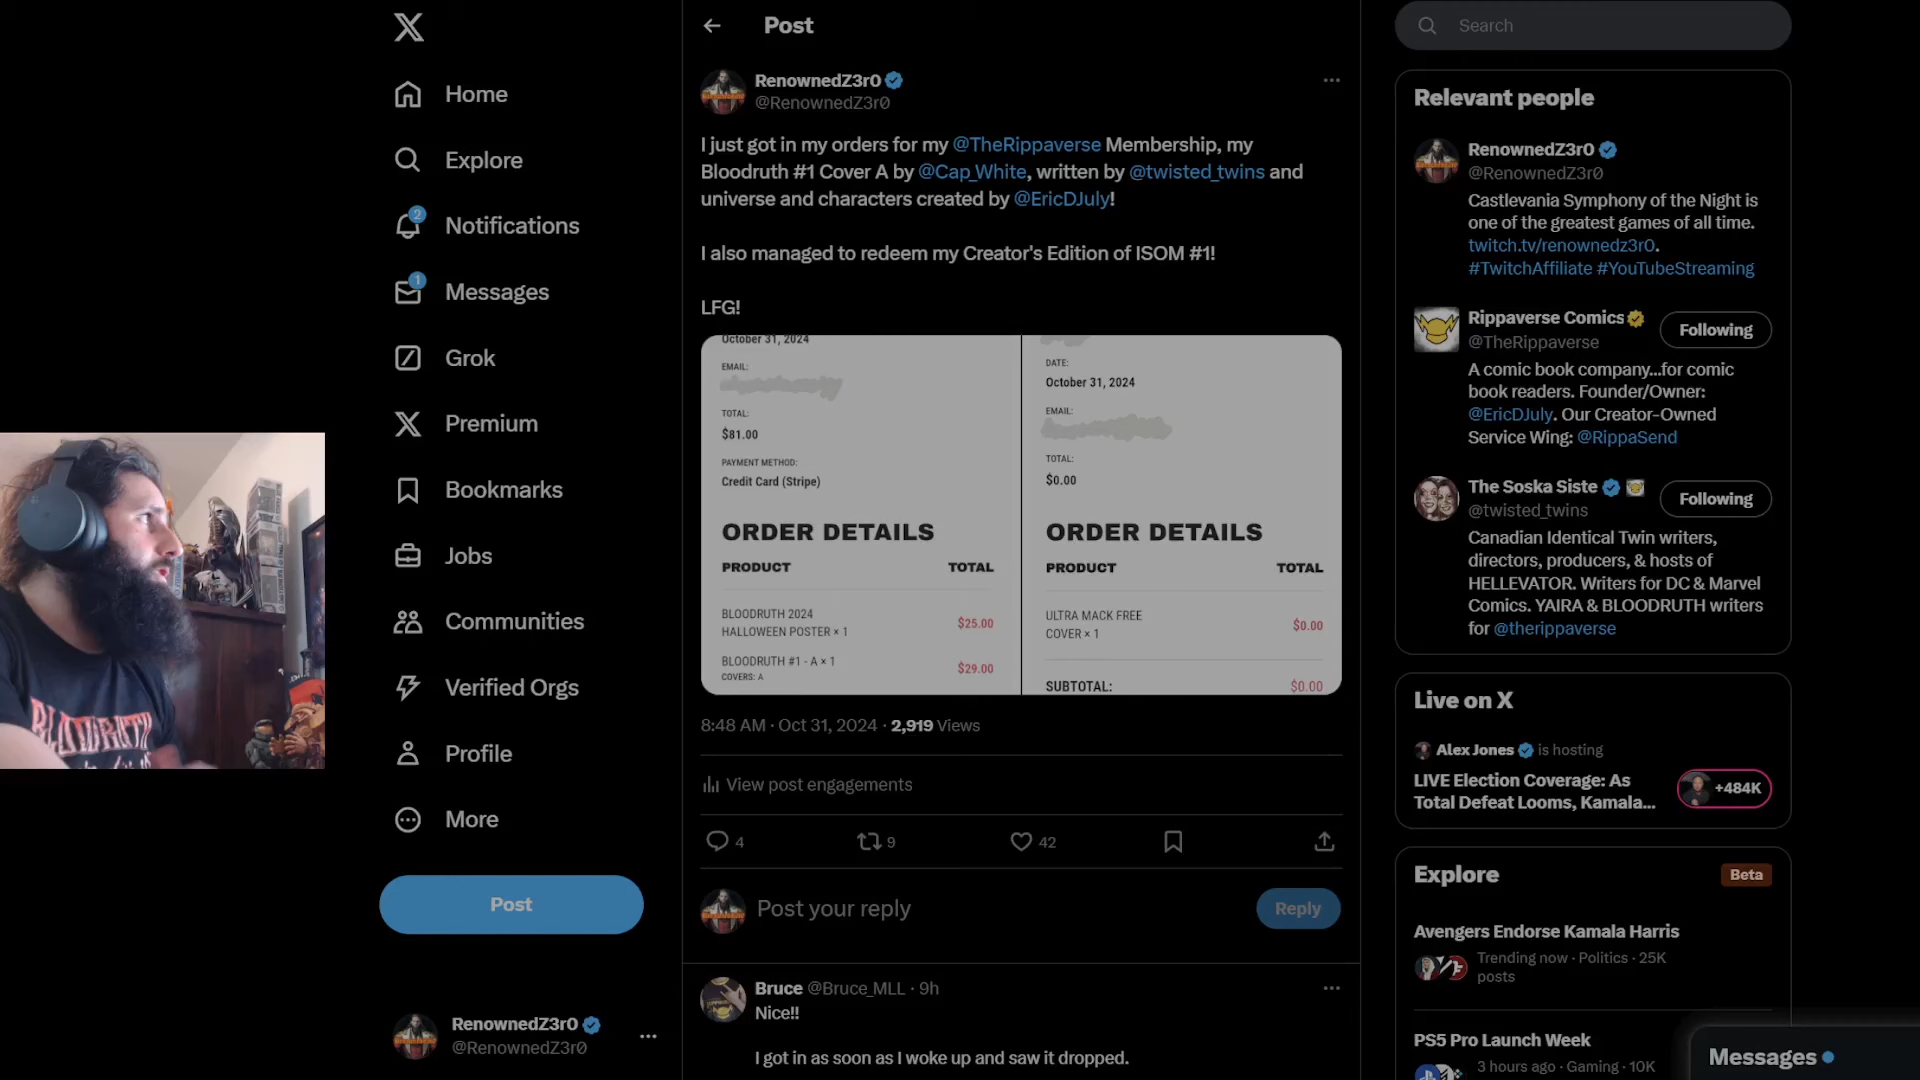 Home
Explore
2
Notifications
1
Messages
Grok
Premium
Bookmarks
Jobs
Communities
Verified Orgs
Profile
More
Post
RenownedZ3r0
@RenownedZ3r0
BLOODRUTH
Post
RenownedZ3r0
@RenownedZ3r0
I just got in my orders for my @TheRippaverse Membership, my
Bloodruth #1 Cover A by @Cap_White, written by @twisted_twins and
universe and characters created by @EricDJuly!
I also managed to redeem my Creator's Edition of ISOM #1!
LFG!
October 31, 2024
EMAIL:
TOTAL:
$81.00
PAYMENT METHOD:
Credit Card (Stripe)
ORDER DETAILS
PRODUCT TOTAL
BLOODRUTH 2024
HALLOWEEN POSTER × 1 $25.00
BLOODRUTH #1 - A × 1
COVERS: A $29.00
DATE:
October 31, 2024
EMAIL:
TOTAL:
$0.00
ORDER DETAILS
PRODUCT TOTAL
ULTRA MACK FREE
COVER × 1 $0.00
SUBTOTAL: $0.00
8:48 AM · Oct 31, 2024 · 2,919 Views
View post engagements
4 9 42
Post your reply
Reply
Bruce @Bruce_MLL · 9h
Nice!!
I got in as soon as I woke up and saw it dropped.
Search
Relevant people
RenownedZ3r0
@RenownedZ3r0
Castlevania Symphony of the Night is
one of the greatest games of all time.
twitch.tv/renownedz3r0.
#TwitchAffiliate #YouTubeStreaming
Rippaverse Comics
@TheRippaverse
Following
A comic book company...for comic
book readers. Founder/Owner:
@EricDJuly. Our Creator-Owned
Service Wing: @RippaSend
The Soska Siste
@twisted_twins
Following
Canadian Identical Twin writers,
directors, producers, & hosts of
HELLEVATOR. Writers for DC & Marvel
Comics. YAIRA & BLOODRUTH writers
for @therippaverse
Live on X
Alex Jones is hosting
LIVE Election Coverage: As
Total Defeat Looms, Kamala...
+484K
Explore
Beta
Avengers Endorse Kamala Harris
Trending now · Politics · 25K
posts
PS5 Pro Launch Week
3 hours ago · Gaming · 10K
Messages